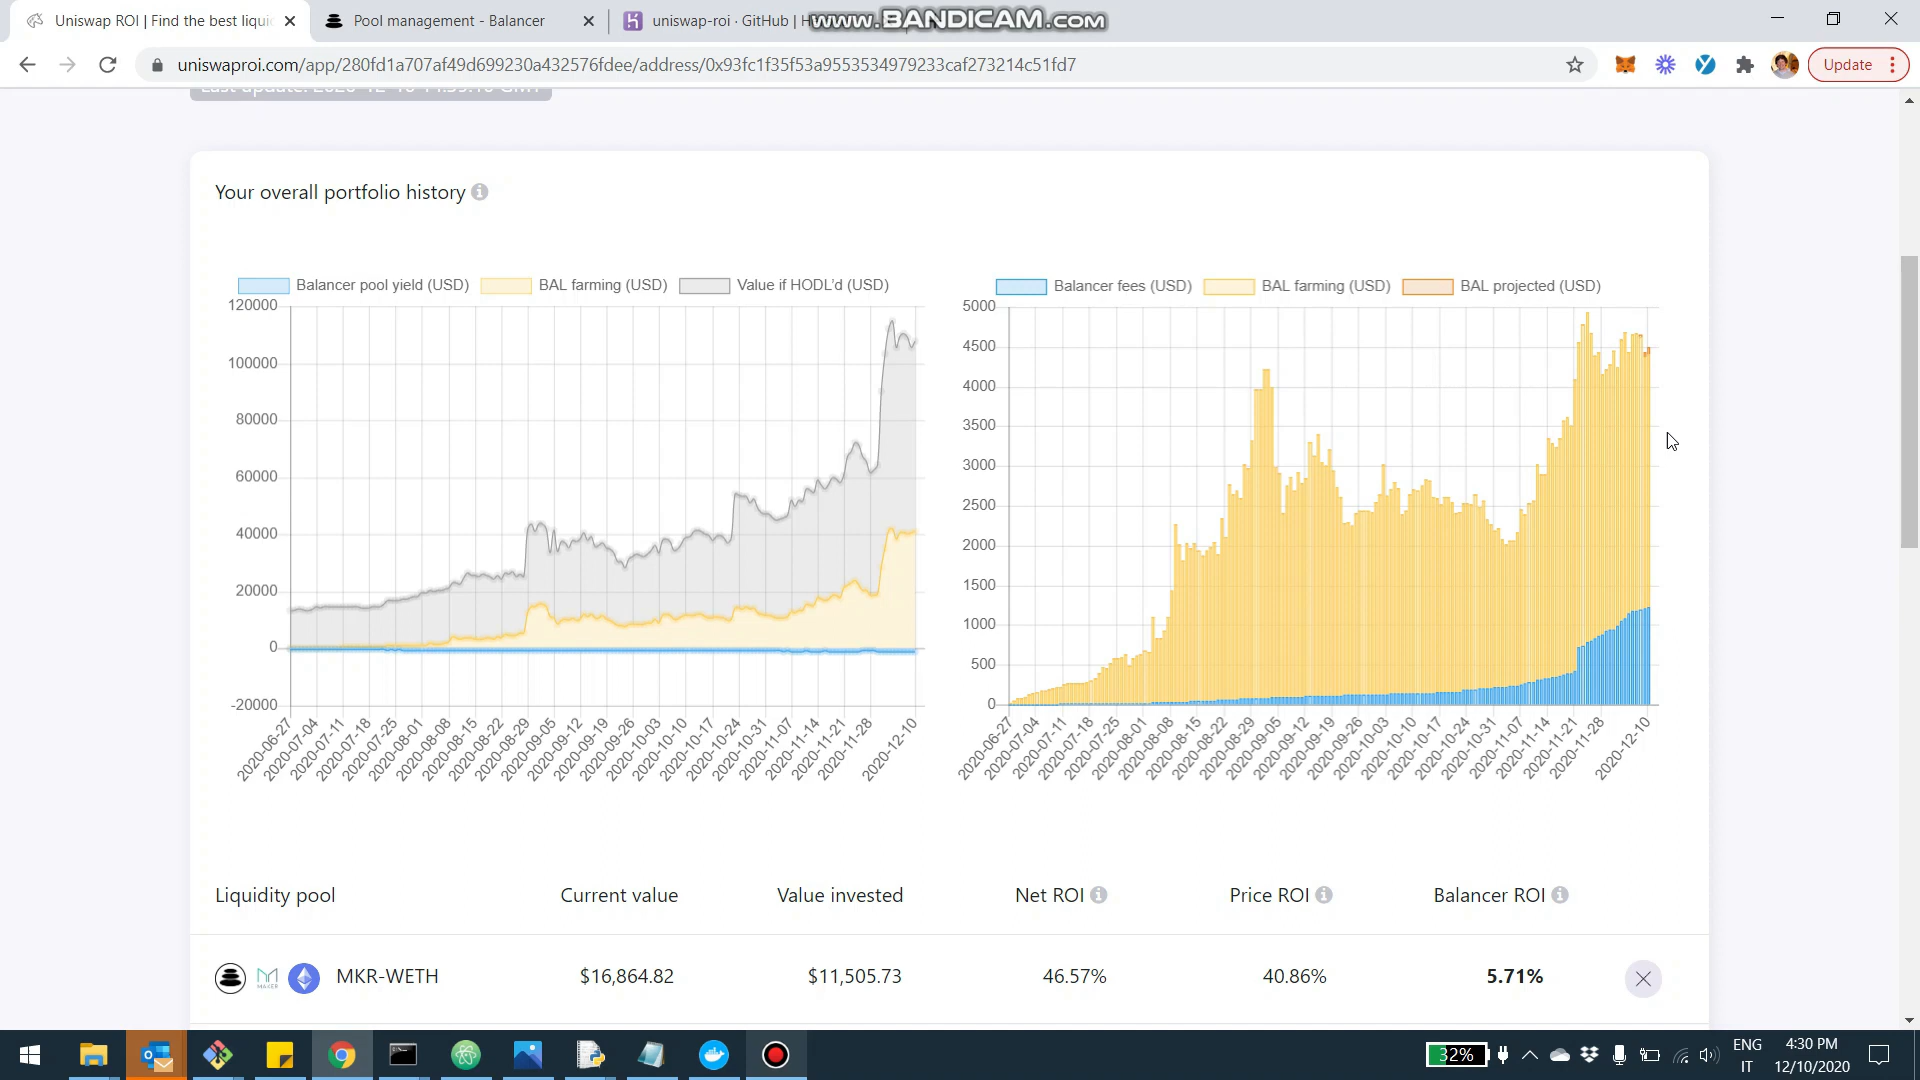 Uniswap ROI | Find the best liqui
Pool management - Balancer
uniswap-roi · GitHub | H
www.BANDICAM.com
uniswaproi.com/app/280fd1a707af49d699230a432576fdee/address/0x93fc1f35f53a9553534979233caf273214c51fd7
Update
Your overall portfolio history
Balancer pool yield (USD) BAL farming (USD) Value if HODL'd (USD)
120000
100000
80000
60000
40000
20000
0
-20000
2020-06-27 2020-07-04 2020-07-11 2020-07-18 2020-07-25 2020-08-01 2020-08-08 2020-08-15 2020-08-22 2020-08-29 2020-09-05 2020-09-12 2020-09-19 2020-09-26 2020-10-03 2020-10-10 2020-10-17 2020-10-24 2020-10-31 2020-11-07 2020-11-14 2020-11-21 2020-11-28 2020-12-10
Balancer fees (USD) BAL farming (USD) BAL projected (USD)
5000
4500
4000
3500
3000
2500
2000
1500
1000
500
0
2020-06-27 2020-07-04 2020-07-11 2020-07-18 2020-07-25 2020-08-01 2020-08-08 2020-08-15 2020-08-22 2020-08-29 2020-09-05 2020-09-12 2020-09-19 2020-09-26 2020-10-03 2020-10-10 2020-10-17 2020-10-24 2020-10-31 2020-11-07 2020-11-14 2020-11-21 2020-11-28 2020-12-10
Liquidity pool Current value Value invested Net ROI Price ROI Balancer ROI
MAKER MKR-WETH $16,864.82 $11,505.73 46.57% 40.86% 5.71%
32%
ENG
IT
4:30 PM
12/10/2020